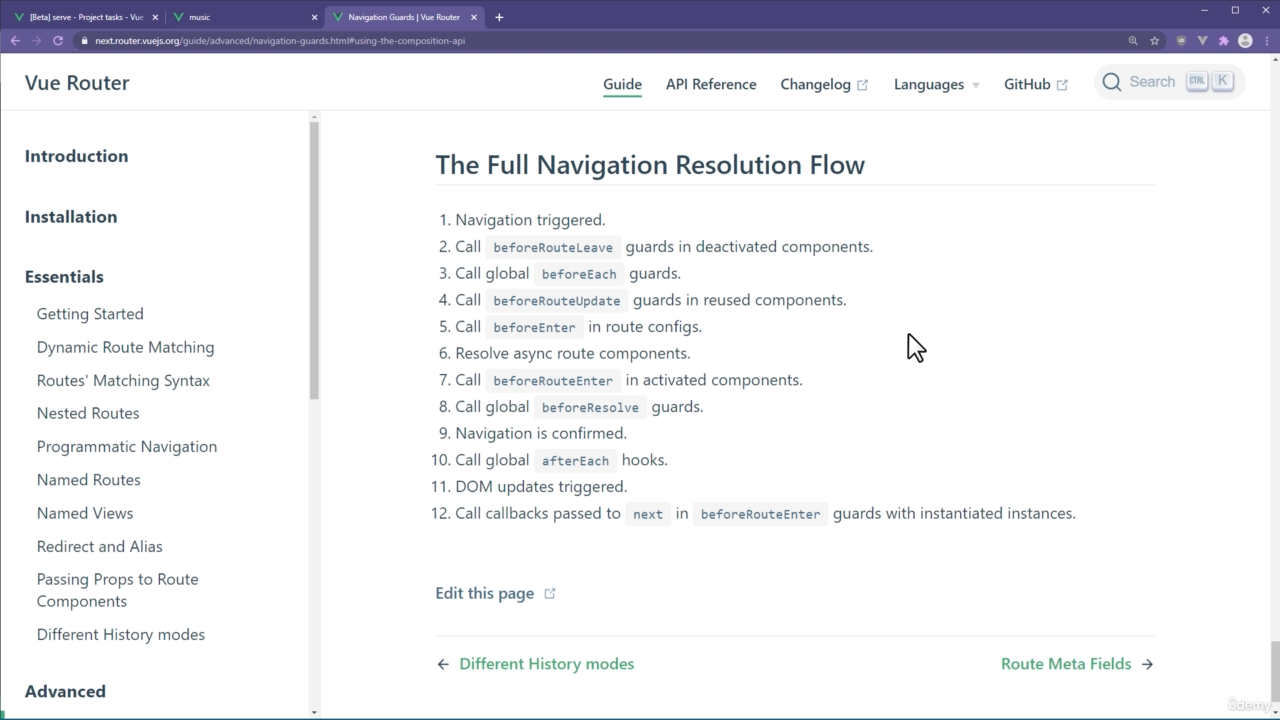 [Beta] serve - Project tasks - Vue
music
Navigation Guards | Vue Router
next.router.vuejs.org/guide/advanced/navigation-guards.html#using-the-composition-api
Vue Router
Guide
API Reference
Changelog
Languages
GitHub
Search
CTRL
K
Introduction
Installation
Essentials
Getting Started
Dynamic Route Matching
Routes' Matching Syntax
Nested Routes
Programmatic Navigation
Named Routes
Named Views
Redirect and Alias
Passing Props to Route
Components
Different History modes
Advanced
The Full Navigation Resolution Flow
1. Navigation triggered.
2. Call beforeRouteLeave guards in deactivated components.
3. Call global beforeEach guards.
4. Call beforeRouteUpdate guards in reused components.
5. Call beforeEnter in route configs.
6. Resolve async route components.
7. Call beforeRouteEnter in activated components.
8. Call global beforeResolve guards.
9. Navigation is confirmed.
10. Call global afterEach hooks.
11. DOM updates triggered.
12. Call callbacks passed to next in beforeRouteEnter guards with instantiated instances.
Edit this page
← Different History modes
Route Meta Fields →
ûdemy